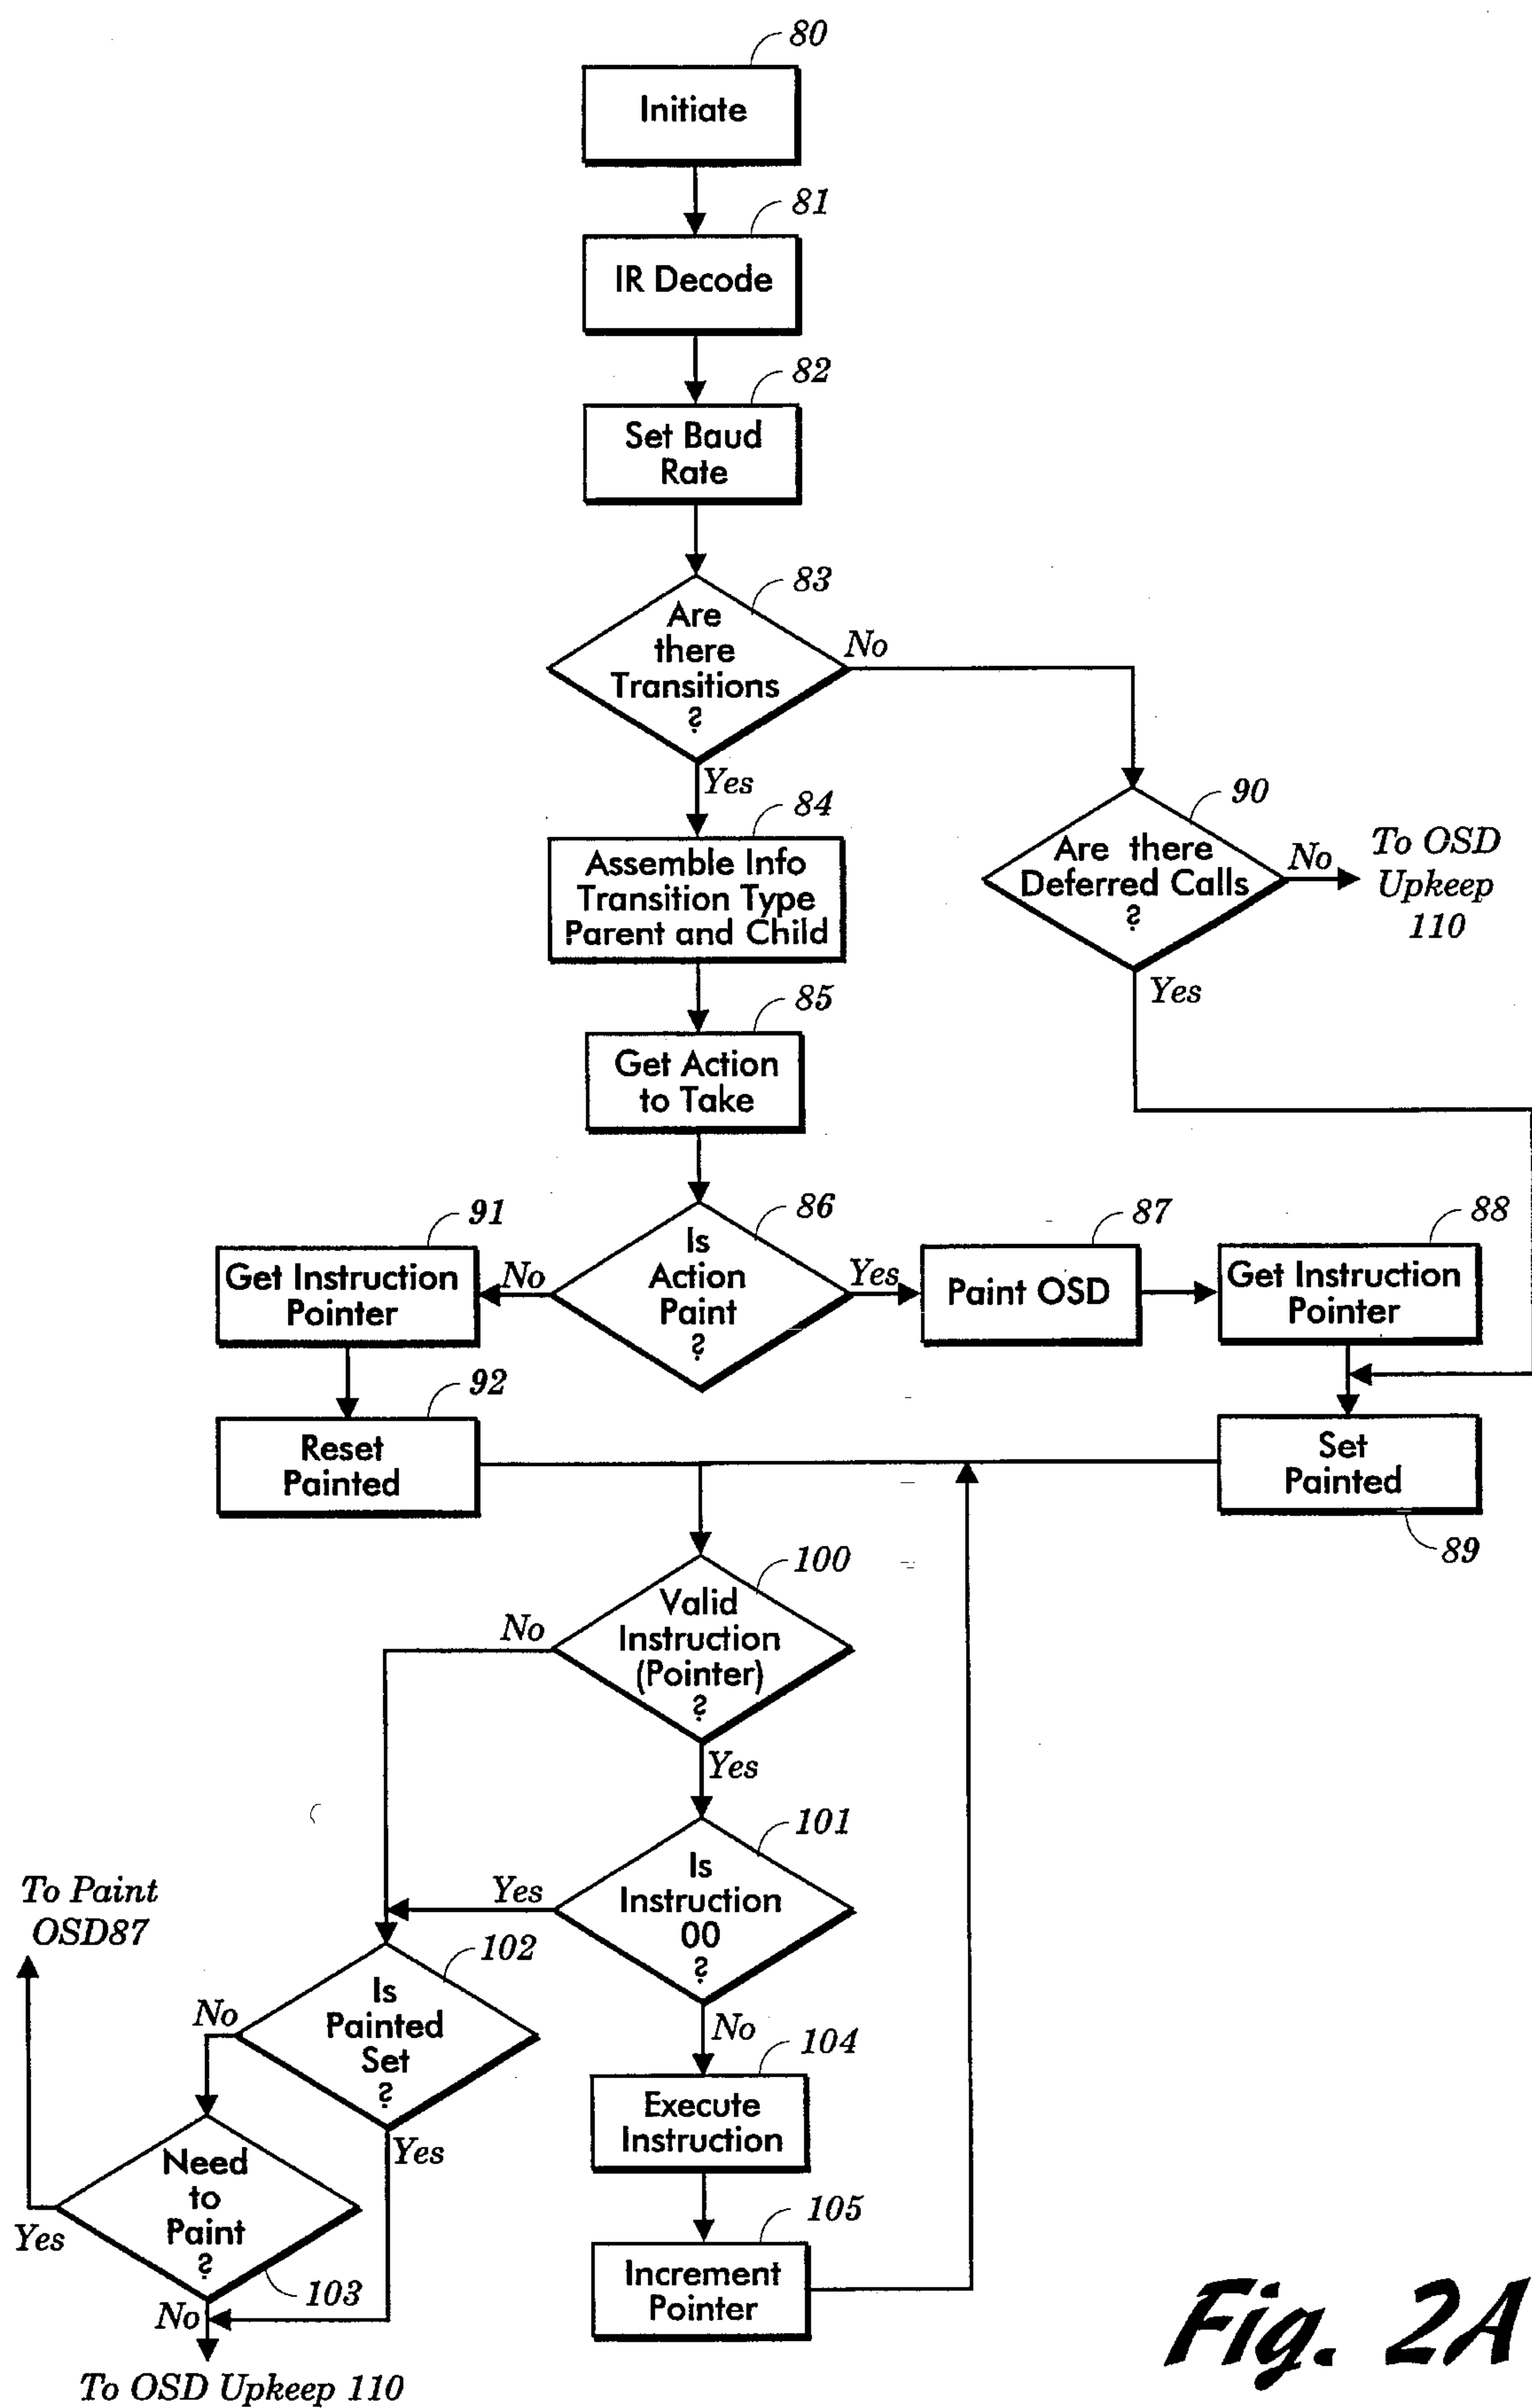 80
Initiate
81
IR Decode
82
Set Baud
Rate
83
Are
there
Transitions
?
No
Yes
84
Assemble Info
Transition Type
Parent and Child
90
Are there
Deferred Calls
?
No
To OSD
Upkeep
110
Yes
85
Get Action
to Take
86
Is
Action
Paint
?
No
Yes
91
Get Instruction
Pointer
87
Paint OSD
88
Get Instruction
Pointer
92
Reset
Painted
Set
Painted
89
100
Valid
Instruction
(Pointer)
?
No
Yes
101
Is
Instruction
00
?
Yes
No
To Paint
OSD87
102
Is
Painted
Set
?
No
Yes
104
Execute
Instruction
Need
to
Paint
?
Yes
103
No
105
Increment
Pointer
To OSD Upkeep 110
Fig. 2A